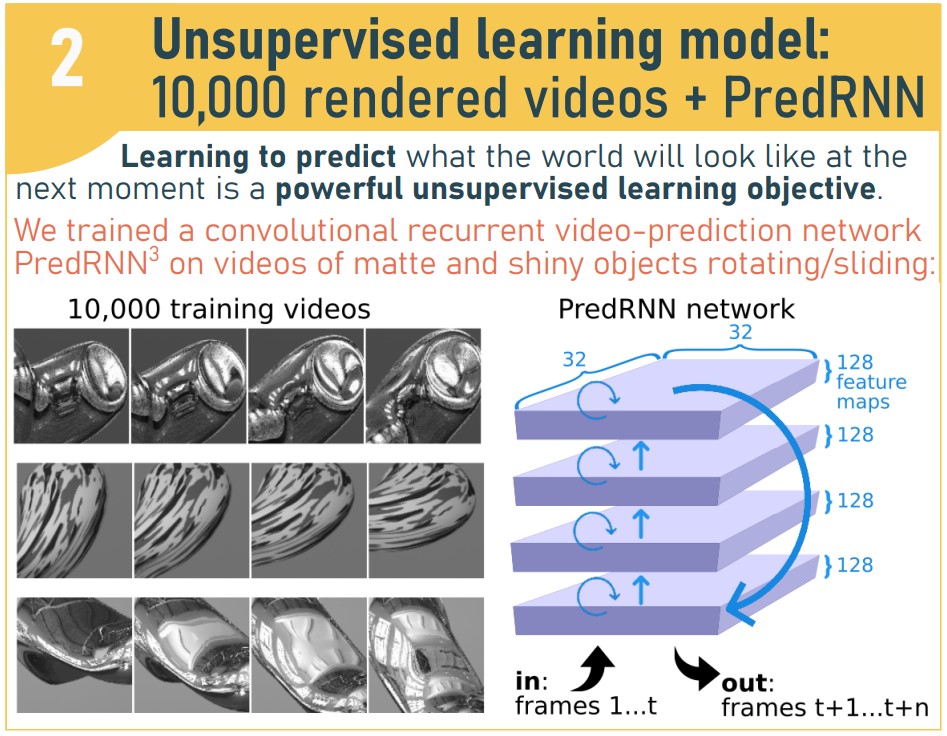 2
Unsupervised learning model:
10,000 rendered videos + PredRNN
Learning to predict what the world will look like at the
next moment is a powerful unsupervised learning objective.
We trained a convolutional recurrent video-prediction network
PredRNN³ on videos of matte and shiny objects rotating/sliding:
10,000 training videos
PredRNN network
32
32
128
feature
maps
128
128
128
in:
frames 1...t
out:
frames t+1...t+n